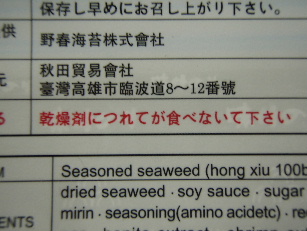 保存し早めにお召し上がり下さい。
供
野春海苔株式會社
元
秋田貿易會社
臺灣高雄市臨波道8～12番號
る
乾燥剤につれてが食べないて下さい
M
Seasoned seaweed (hong xiu 100b
dried seaweed · soy sauce · sugar
mirin · seasoning(amino acidetc) · re
ENTS
bonito extract · shrimp